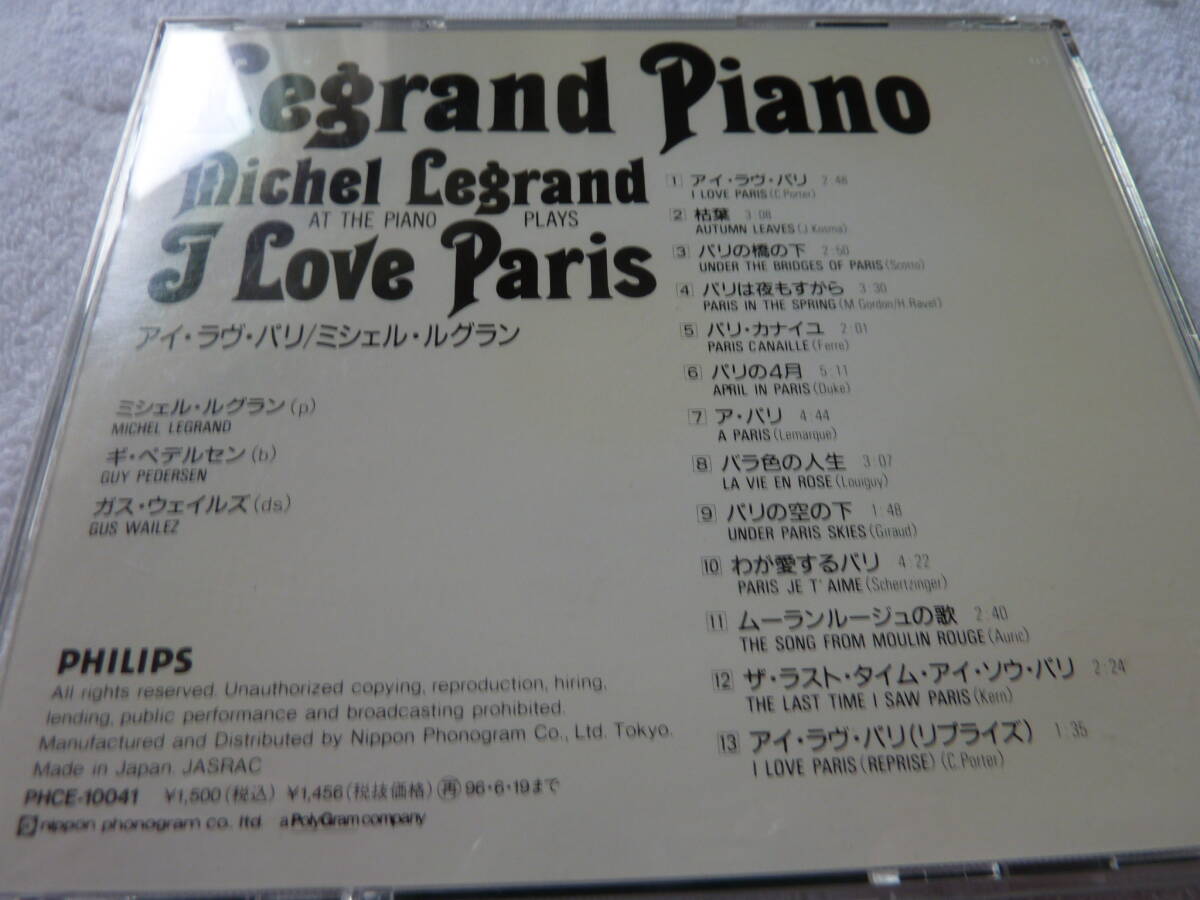 Legrand Piano
Michel Legrand
AT THE PIANO PLAYS
I Love Paris
アイ・ラヴ・パリ/ミシェル・ルグラン
ミシェル・ルグラン(p)
MICHEL LEGRAND
ギ・ペデルセン(b)
GUY PEDERSEN
ガス・ウェイルズ(ds)
GUS WAILEZ
1 アイ・ラヴ・パリ 2:48
I LOVE PARIS (C.Porter)
2 枯葉 3:08
AUTUMN LEAVES (J.Kosma)
3 パリの橋の下 2:50
UNDER THE BRIDGES OF PARIS (Scotto)
4 パリは夜もすがら 3:30
PARIS IN THE SPRING (M.Gordon/H.Ravel)
5 パリ・カナイユ 2:01
PARIS CANAILLE (Ferre)
6 パリの4月 5:11
APRIL IN PARIS (Duke)
7 ア・パリ 4:44
A PARIS (Lemarque)
8 バラ色の人生 3:07
LA VIE EN ROSE (Louiguy)
9 パリの空の下 1:48
UNDER PARIS SKIES (Giraud)
10 わが愛するパリ 4:22
PARIS JE T'AIME (Schertzinger)
11 ムーランルージュの歌 2:40
THE SONG FROM MOULIN ROUGE (Auric)
12 ザ・ラスト・タイム・アイ・ソウ・パリ 2:24
THE LAST TIME I SAW PARIS (Kern)
13 アイ・ラヴ・パリ(リプライズ) 1:35
I LOVE PARIS (REPRISE) (C.Porter)
PHILIPS
All rights reserved. Unauthorized copying, reproduction, hiring,
lending, public performance and broadcasting prohibited.
Manufactured and Distributed by Nippon Phonogram Co., Ltd. Tokyo.
Made in Japan. JASRAC
PHCE-10041 ¥1,500(税込) ¥1,456(税抜価格) 再 96・6・19まで
nippon phonogram co., ltd. a PolyGram company